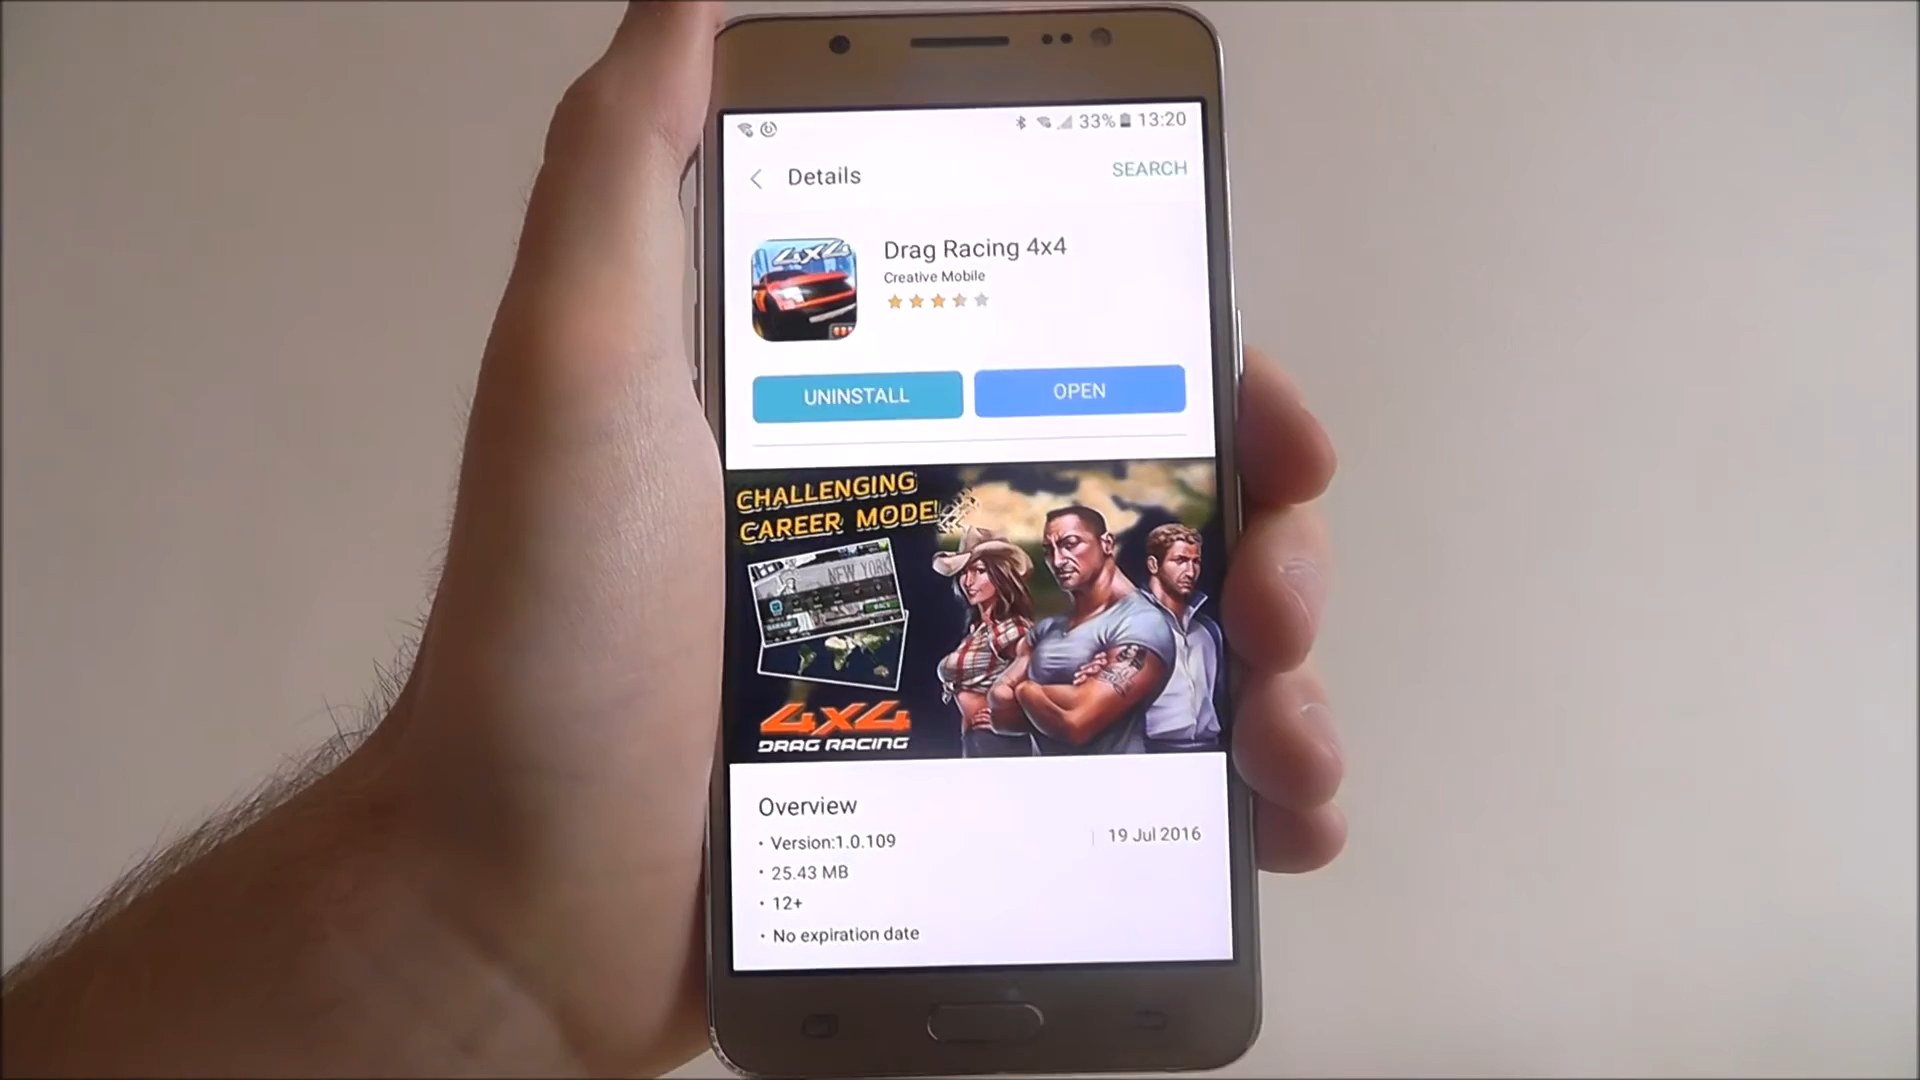 33% 13:20
Details
SEARCH
4x4
Drag Racing 4x4
Creative Mobile
UNINSTALL
OPEN
CHALLENGING
CAREER MODE!
NEW YORK
4x4
DRAG RACING
Overview
· Version:1.0.109
19 Jul 2016
· 25.43 MB
· 12+
· No expiration date